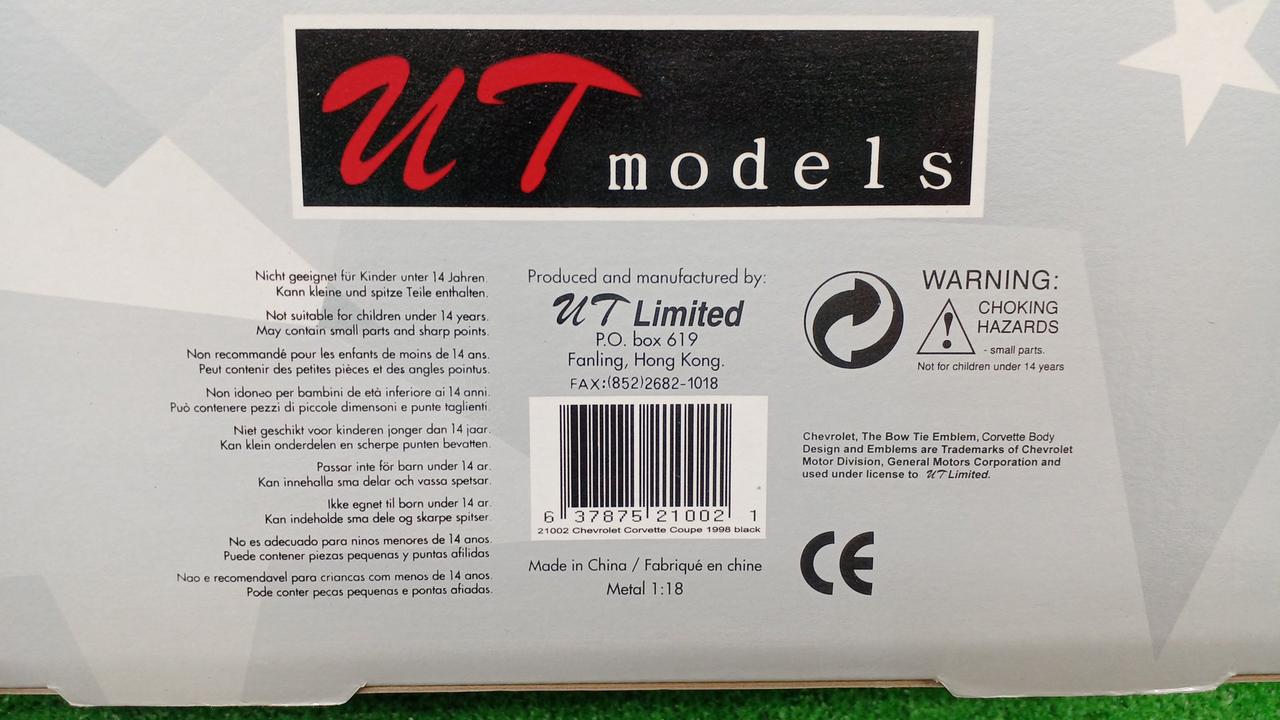 UT models
Nicht geeignet für Kinder unter 14 Jahren.
Kann kleine und spitze Teile enthalten.
Not suitable for children under 14 years.
May contain small parts and sharp points.
Non recommandé pour les enfants de moins de 14 ans.
Peut contenir des petites pièces et des angles pointus.
Non idoneo per bambini de età inferiore ai 14 anni.
Può contenere pezzi di piccole dimensoni e punte taglienti.
Niet geschikt voor kinderen jonger dan 14 jaar.
Kan klein onderdelen en scherpe punten bevatten.
Passar inte för barn under 14 ar.
Kan innehalla sma delar och vassa spetsar.
Ikke egnet til born under 14 ar.
Kan indeholde sma dele og skarpe spitser.
No es adecuado para ninos menores de 14 anos.
Puede contener piezas pequenas y puntas afilidas
Nao e recomendavel para criancas com menos de 14 anos.
Pode conter pecas pequenas e pontas afiadas.
Produced and manufactured by:
UT Limited
P.O. box 619
Fanling, Hong Kong.
FAX:(852)2682-1018
6 37875 21002 1
21002 Chevrolet Corvette Coupe 1998 black
Made in China / Fabriqué en chine
Metal 1:18
WARNING:
CHOKING
HAZARDS
- small parts.
Not for children under 14 years
Chevrolet, The Bow Tie Emblem, Corvette Body
Design and Emblems are Trademarks of Chevrolet
Motor Division, General Motors Corporation and
used under license to UT Limited.
CE